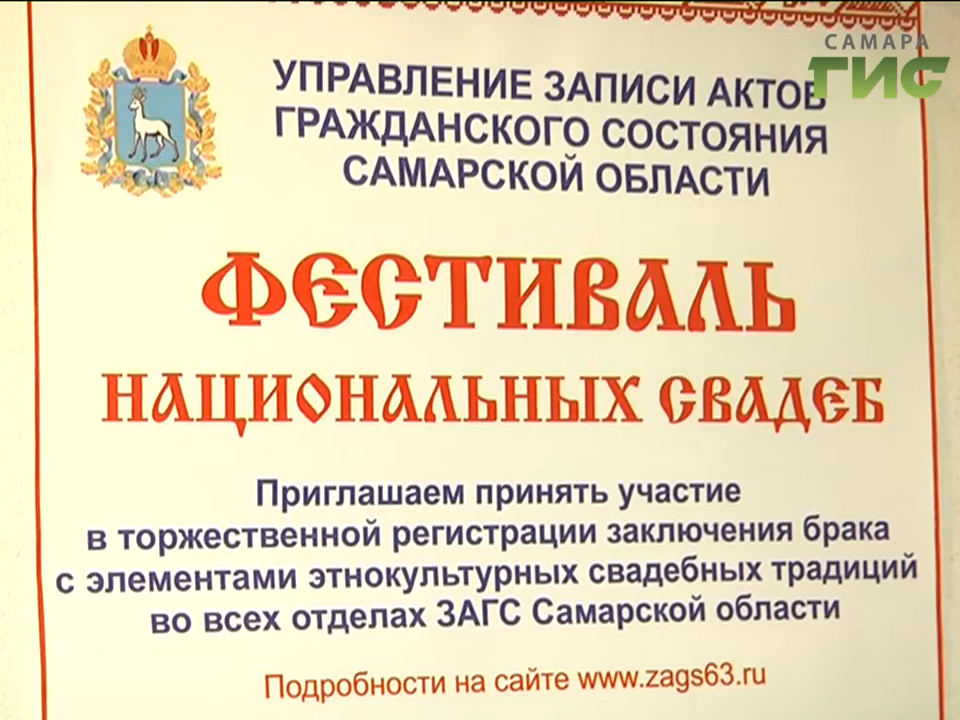 САМАРА
ГИС
УПРАВЛЕНИЕ ЗАПИСИ АКТОВ
ГРАЖДАНСКОГО СОСТОЯНИЯ
САМАРСКОЙ ОБЛАСТИ
ФЕСТИВАЛЬ
НАЦИОНАЛЬНЫХ СВАДЕБ
Приглашаем принять участие
в торжественной регистрации заключения брака
с элементами этнокультурных свадебных традиций
во всех отделах ЗАГС Самарской области
Подробности на сайте www.zags63.ru